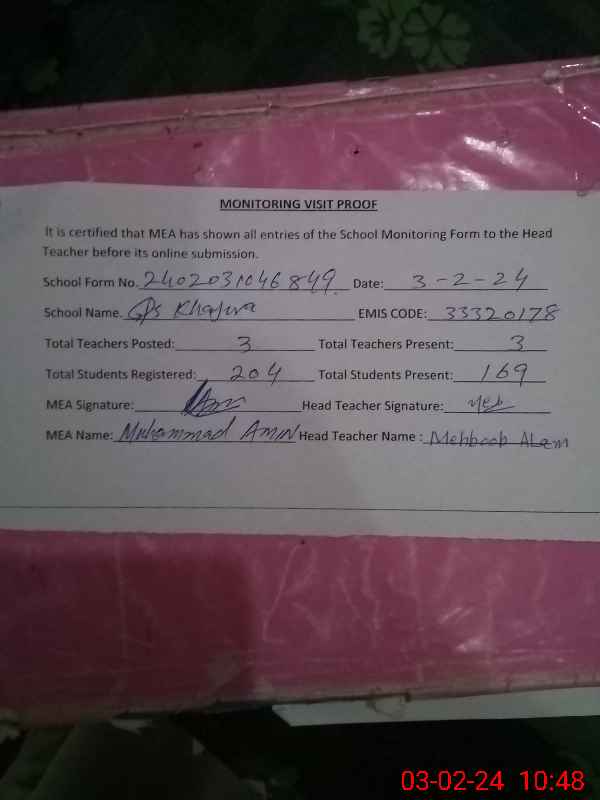 MONITORING VISIT PROOF
It is certified that MEA has shown all entries of the School Monitoring Form to the Head
Teacher before its online submission.
School Form No. 2402031046849. Date: 3-2-24
School Name. GPS Khajura EMIS CODE: 33320178
Total Teachers Posted: 3 Total Teachers Present: 3
Total Students Registered: 204 Total Students Present: 169
MEA Signature: Head Teacher Signature:
MEA Name: Muhammad Amin Head Teacher Name : Mehboob Alam
03-02-24 10:48